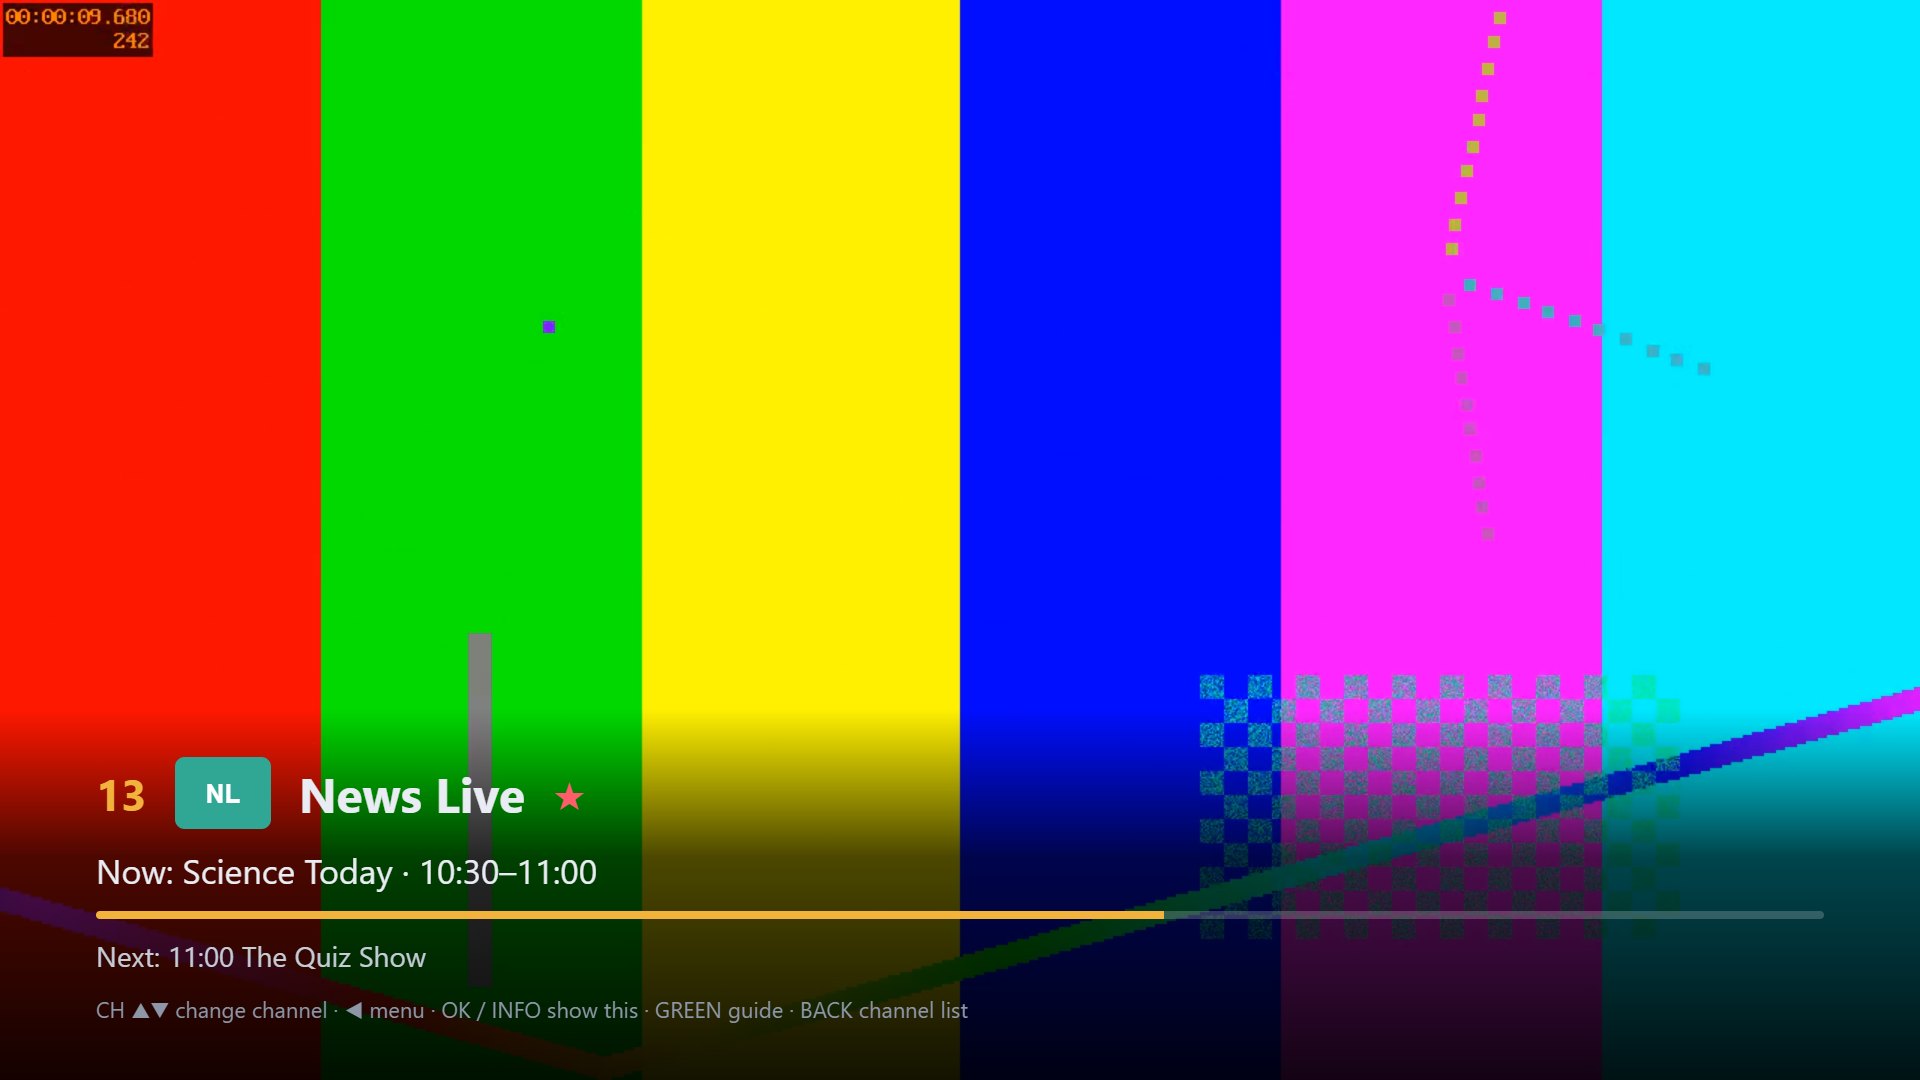 00:00:09.680
242
13 NL News Live ★
Now: Science Today · 10:30–11:00
Next: 11:00 The Quiz Show
CH ▲▼ change channel · ◀ menu · OK / INFO show this · GREEN guide · BACK channel list